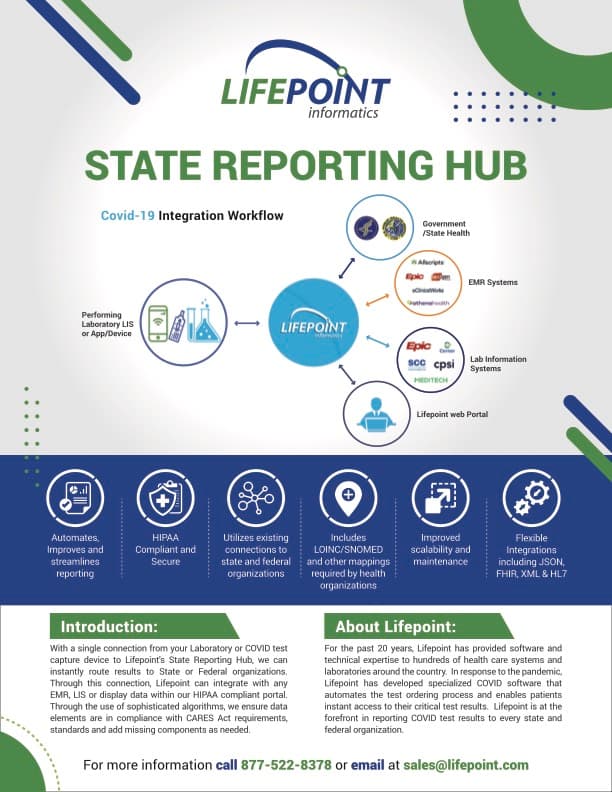 LIFEPOINT
informatics
STATE REPORTING HUB
Covid-19 Integration Workflow
Government
/State Health
Allscripts
Epic
eClinicalWorks
athenahealth
EMR Systems
Performing
Laboratory LIS
or App/Device
LIFEPOINT
informatics
Epic
Cerner
SCC
cpsi
MEDITECH
Lab Information
Systems
Lifepoint web Portal
Automates,
Improves and
streamlines
reporting
HIPAA
Compliant and
Secure
Utilizes existing
connections to
state and federal
organizations
Includes
LOINC/SNOMED
and other mappings
required by health
organizations
Improved
scalability and
maintenance
Flexible
Integrations
including JSON,
FHIR, XML & HL7
Introduction:
With a single connection from your Laboratory or COVID test
capture device to Lifepoint's State Reporting Hub, we can
instantly route results to State or Federal organizations.
Through this connection, Lifepoint can integrate with any
EMR, LIS or display data within our HIPAA compliant portal.
Through the use of sophisticated algorithms, we ensure data
elements are in compliance with CARES Act requirements,
standards and add missing components as needed.
About Lifepoint:
For the past 20 years, Lifepoint has provided software and
technical expertise to hundreds of health care systems and
laboratories around the country. In response to the pandemic,
Lifepoint has developed specialized COVID software that
automates the test ordering process and enables patients
instant access to their critical test results. Lifepoint is at the
forefront in reporting COVID test results to every state and
federal organization.
For more information call 877-522-8378 or email at sales@lifepoint.com